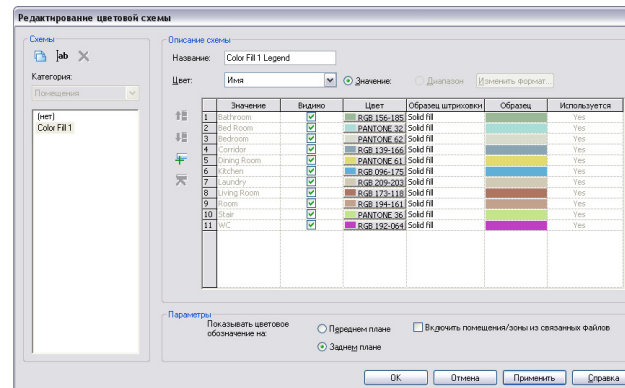 Редактирование цветовой схемы
Схемы
ab
Категория:
Помещения
(нет)
Color Fill 1
Описание схемы
Название: Color Fill 1 Legend
Цвет: Имя Значение: Диапазон Изменить формат...
Значение Видимо Цвет Образец штриховки Образец Используется
1 Bathroom RGB 156-185 Solid fill Yes
2 Bed Room PANTONE 32 Solid fill Yes
3 Bedroom PANTONE 62 Solid fill Yes
4 Corridor RGB 139-166 Solid fill Yes
5 Dining Room PANTONE 61 Solid fill Yes
6 Kitchen RGB 096-175 Solid fill Yes
7 Laundry RGB 209-203 Solid fill Yes
8 Living Room RGB 173-118 Solid fill Yes
9 Room RGB 194-161 Solid fill Yes
10 Stair PANTONE 36 Solid fill Yes
11 WC RGB 192-064 Solid fill Yes
Параметры
Показывать цветовое обозначение на:
Переднем плане
Заднем плане
Включить помещения/зоны из связанных файлов
OK Отмена Применить Справка